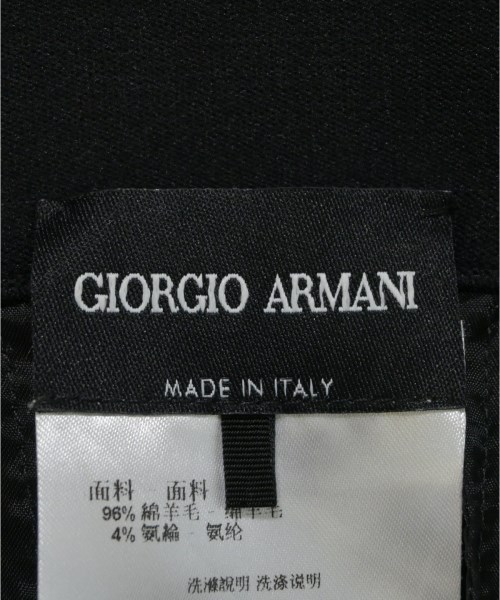 GIORGIO ARMANI
MADE IN ITALY
面料 - 面料
96% 綿羊毛 - 绵羊毛
4% 氨綸 - 氨纶
洗滌說明 洗涤说明